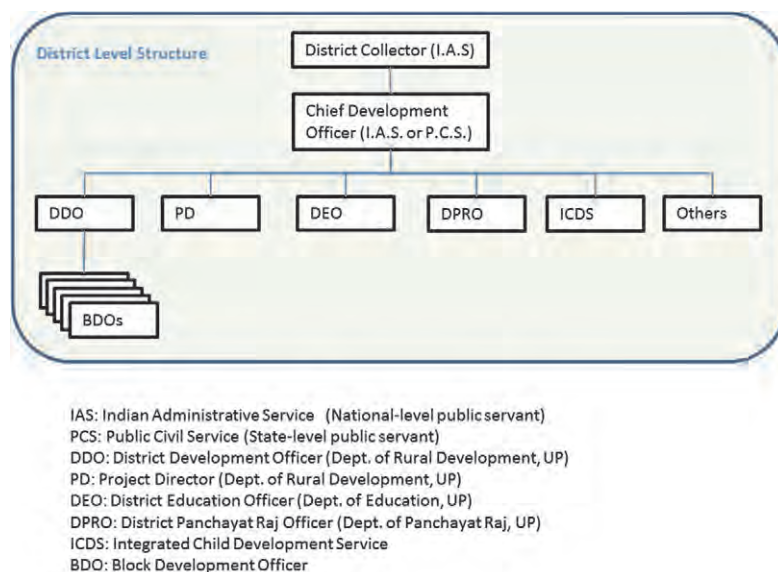 District Level Structure
District Collector (I.A.S)
Chief Development
Officer (I.A.S. or P.C.S.)
DDO
PD
DEO
DPRO
ICDS
Others
BDOs
IAS: Indian Administrative Service (National-level public servant)
PCS: Public Civil Service (State-level public servant)
DDO: District Development Officer (Dept. of Rural Development, UP)
PD: Project Director (Dept. of Rural Development, UP)
DEO: District Education Officer (Dept. of Education, UP)
DPRO: District Panchayat Raj Officer (Dept. of Panchayat Raj, UP)
ICDS: Integrated Child Development Service
BDO: Block Development Officer